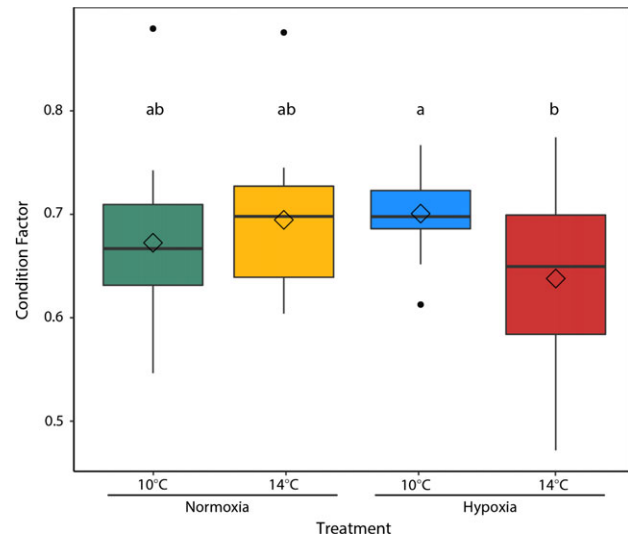 Condition Factor
0.8
0.7
0.6
0.5
ab ab a b
10°C 14°C 10°C 14°C
Normoxia Hypoxia
Treatment